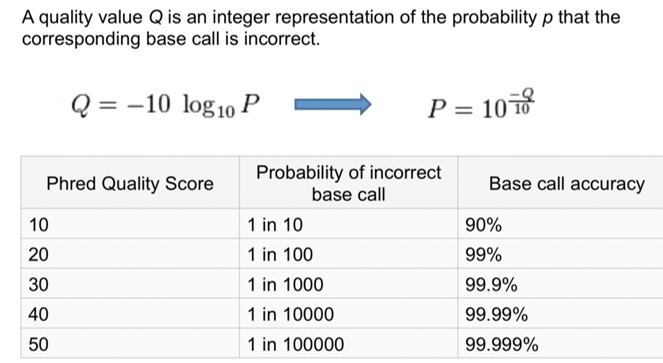 A quality value Q is an integer representation of the probability p that the
corresponding base call is incorrect.
Q = −10 log₁₀ P P = 10^(−Q/10)
Phred Quality Score Probability of incorrect base call Base call accuracy
10 1 in 10 90%
20 1 in 100 99%
30 1 in 1000 99.9%
40 1 in 10000 99.99%
50 1 in 100000 99.999%